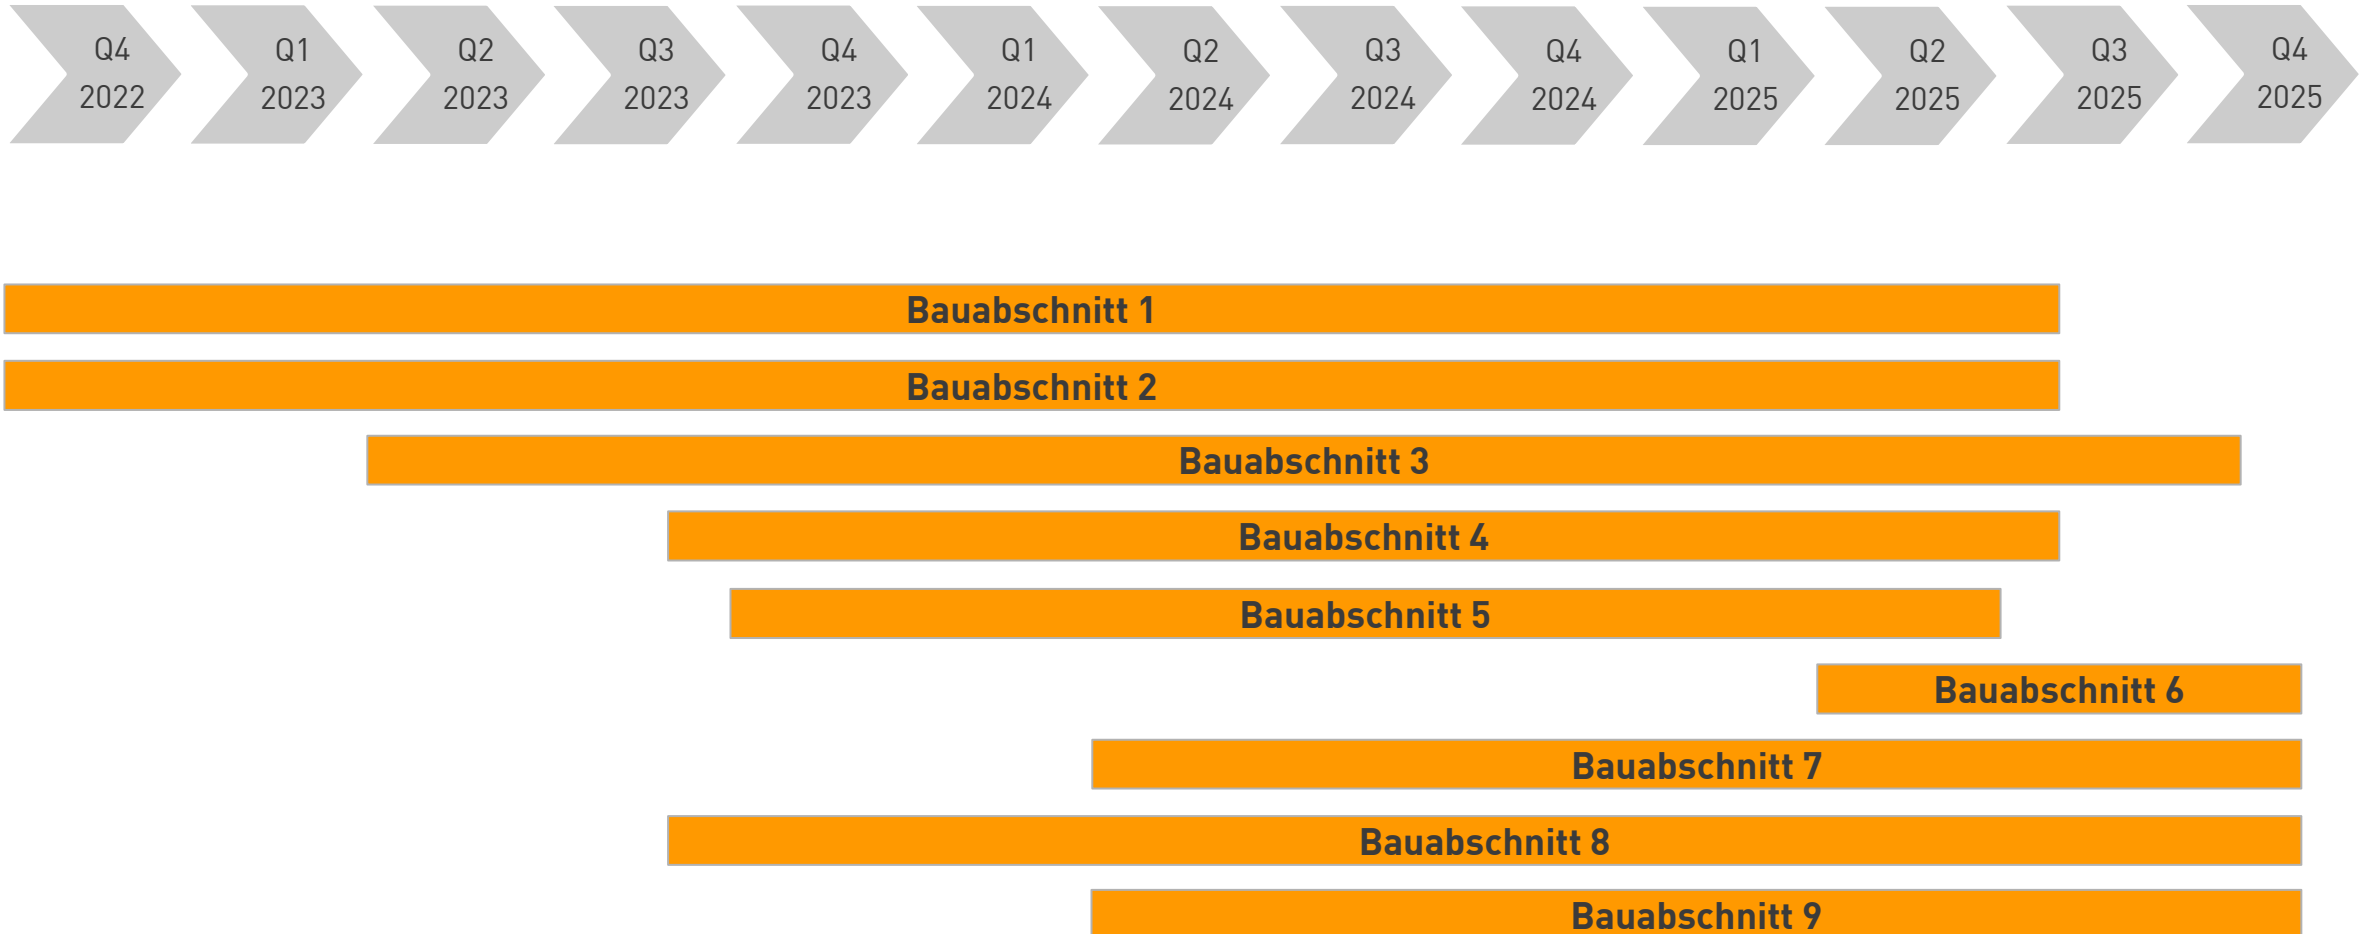 Q4
2022
Q1
2023
Q2
2023
Q3
2023
Q4
2023
Q1
2024
Q2
2024
Q3
2024
Q4
2024
Q1
2025
Q2
2025
Q3
2025
Q4
2025
Bauabschnitt 1
Bauabschnitt 2
Bauabschnitt 3
Bauabschnitt 4
Bauabschnitt 5
Bauabschnitt 6
Bauabschnitt 7
Bauabschnitt 8
Bauabschnitt 9